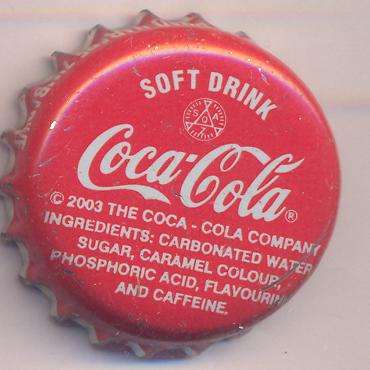 SOFT DRINK
Coca-Cola®
© 2003 THE COCA - COLA COMPANY
INGREDIENTS: CARBONATED WATER
SUGAR, CARAMEL COLOUR,
PHOSPHORIC ACID,
AND CAFFEINE.